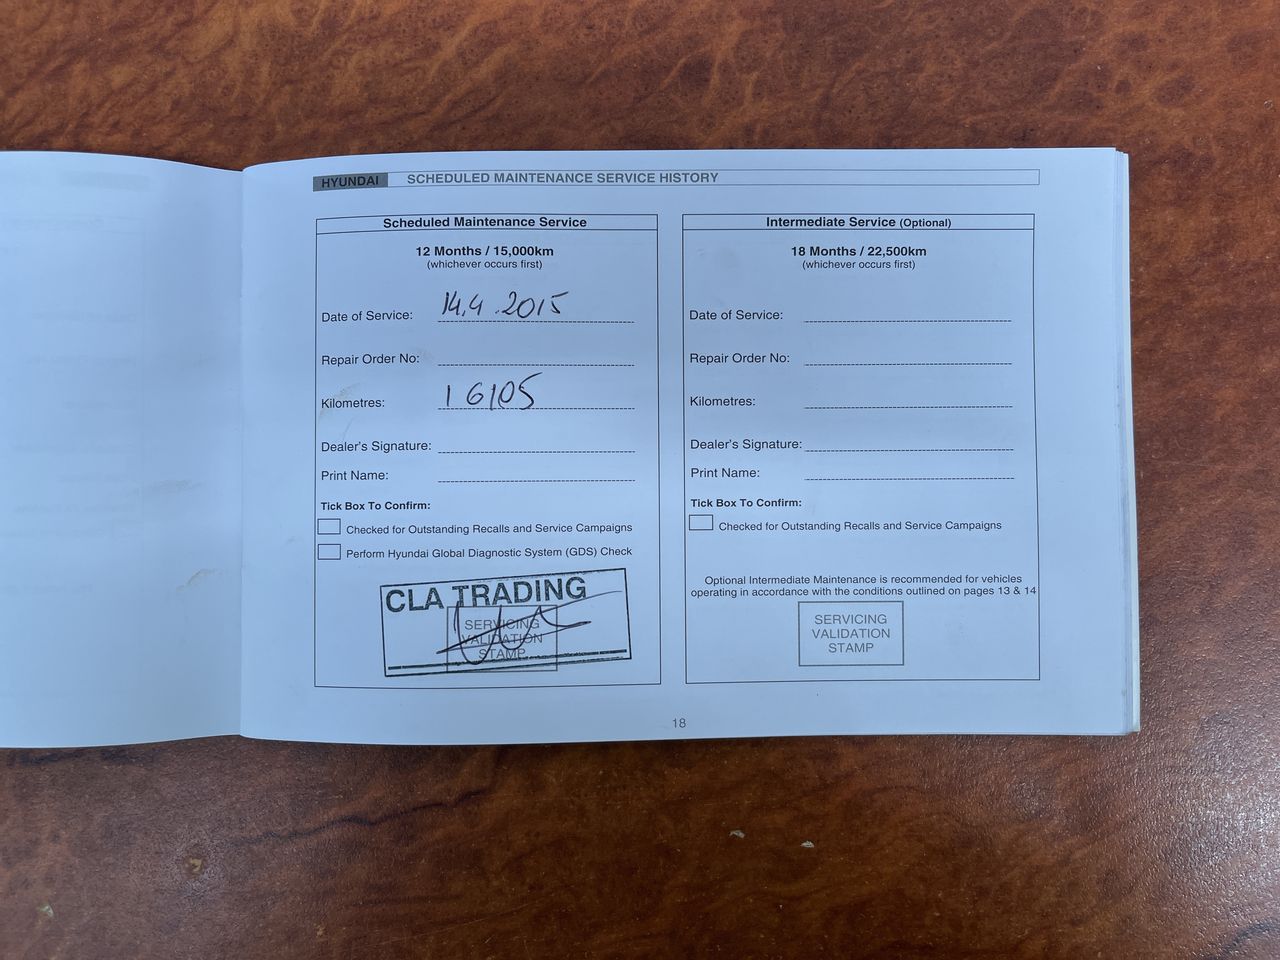 HYUNDAI SCHEDULED MAINTENANCE SERVICE HISTORY
Scheduled Maintenance Service
12 Months / 15,000km
(whichever occurs first)
Date of Service: 14.4.2015
Repair Order No:
Kilometres: 16105
Dealer's Signature:
Print Name:
Tick Box To Confirm:
Checked for Outstanding Recalls and Service Campaigns
Perform Hyundai Global Diagnostic System (GDS) Check
CLA TRADING
SERVICING
VALIDATION
STAMP
Intermediate Service (Optional)
18 Months / 22,500km
(whichever occurs first)
Date of Service:
Repair Order No:
Kilometres:
Dealer's Signature:
Print Name:
Tick Box To Confirm:
Checked for Outstanding Recalls and Service Campaigns
Optional Intermediate Maintenance is recommended for vehicles
operating in accordance with the conditions outlined on pages 13 & 14
SERVICING
VALIDATION
STAMP
18